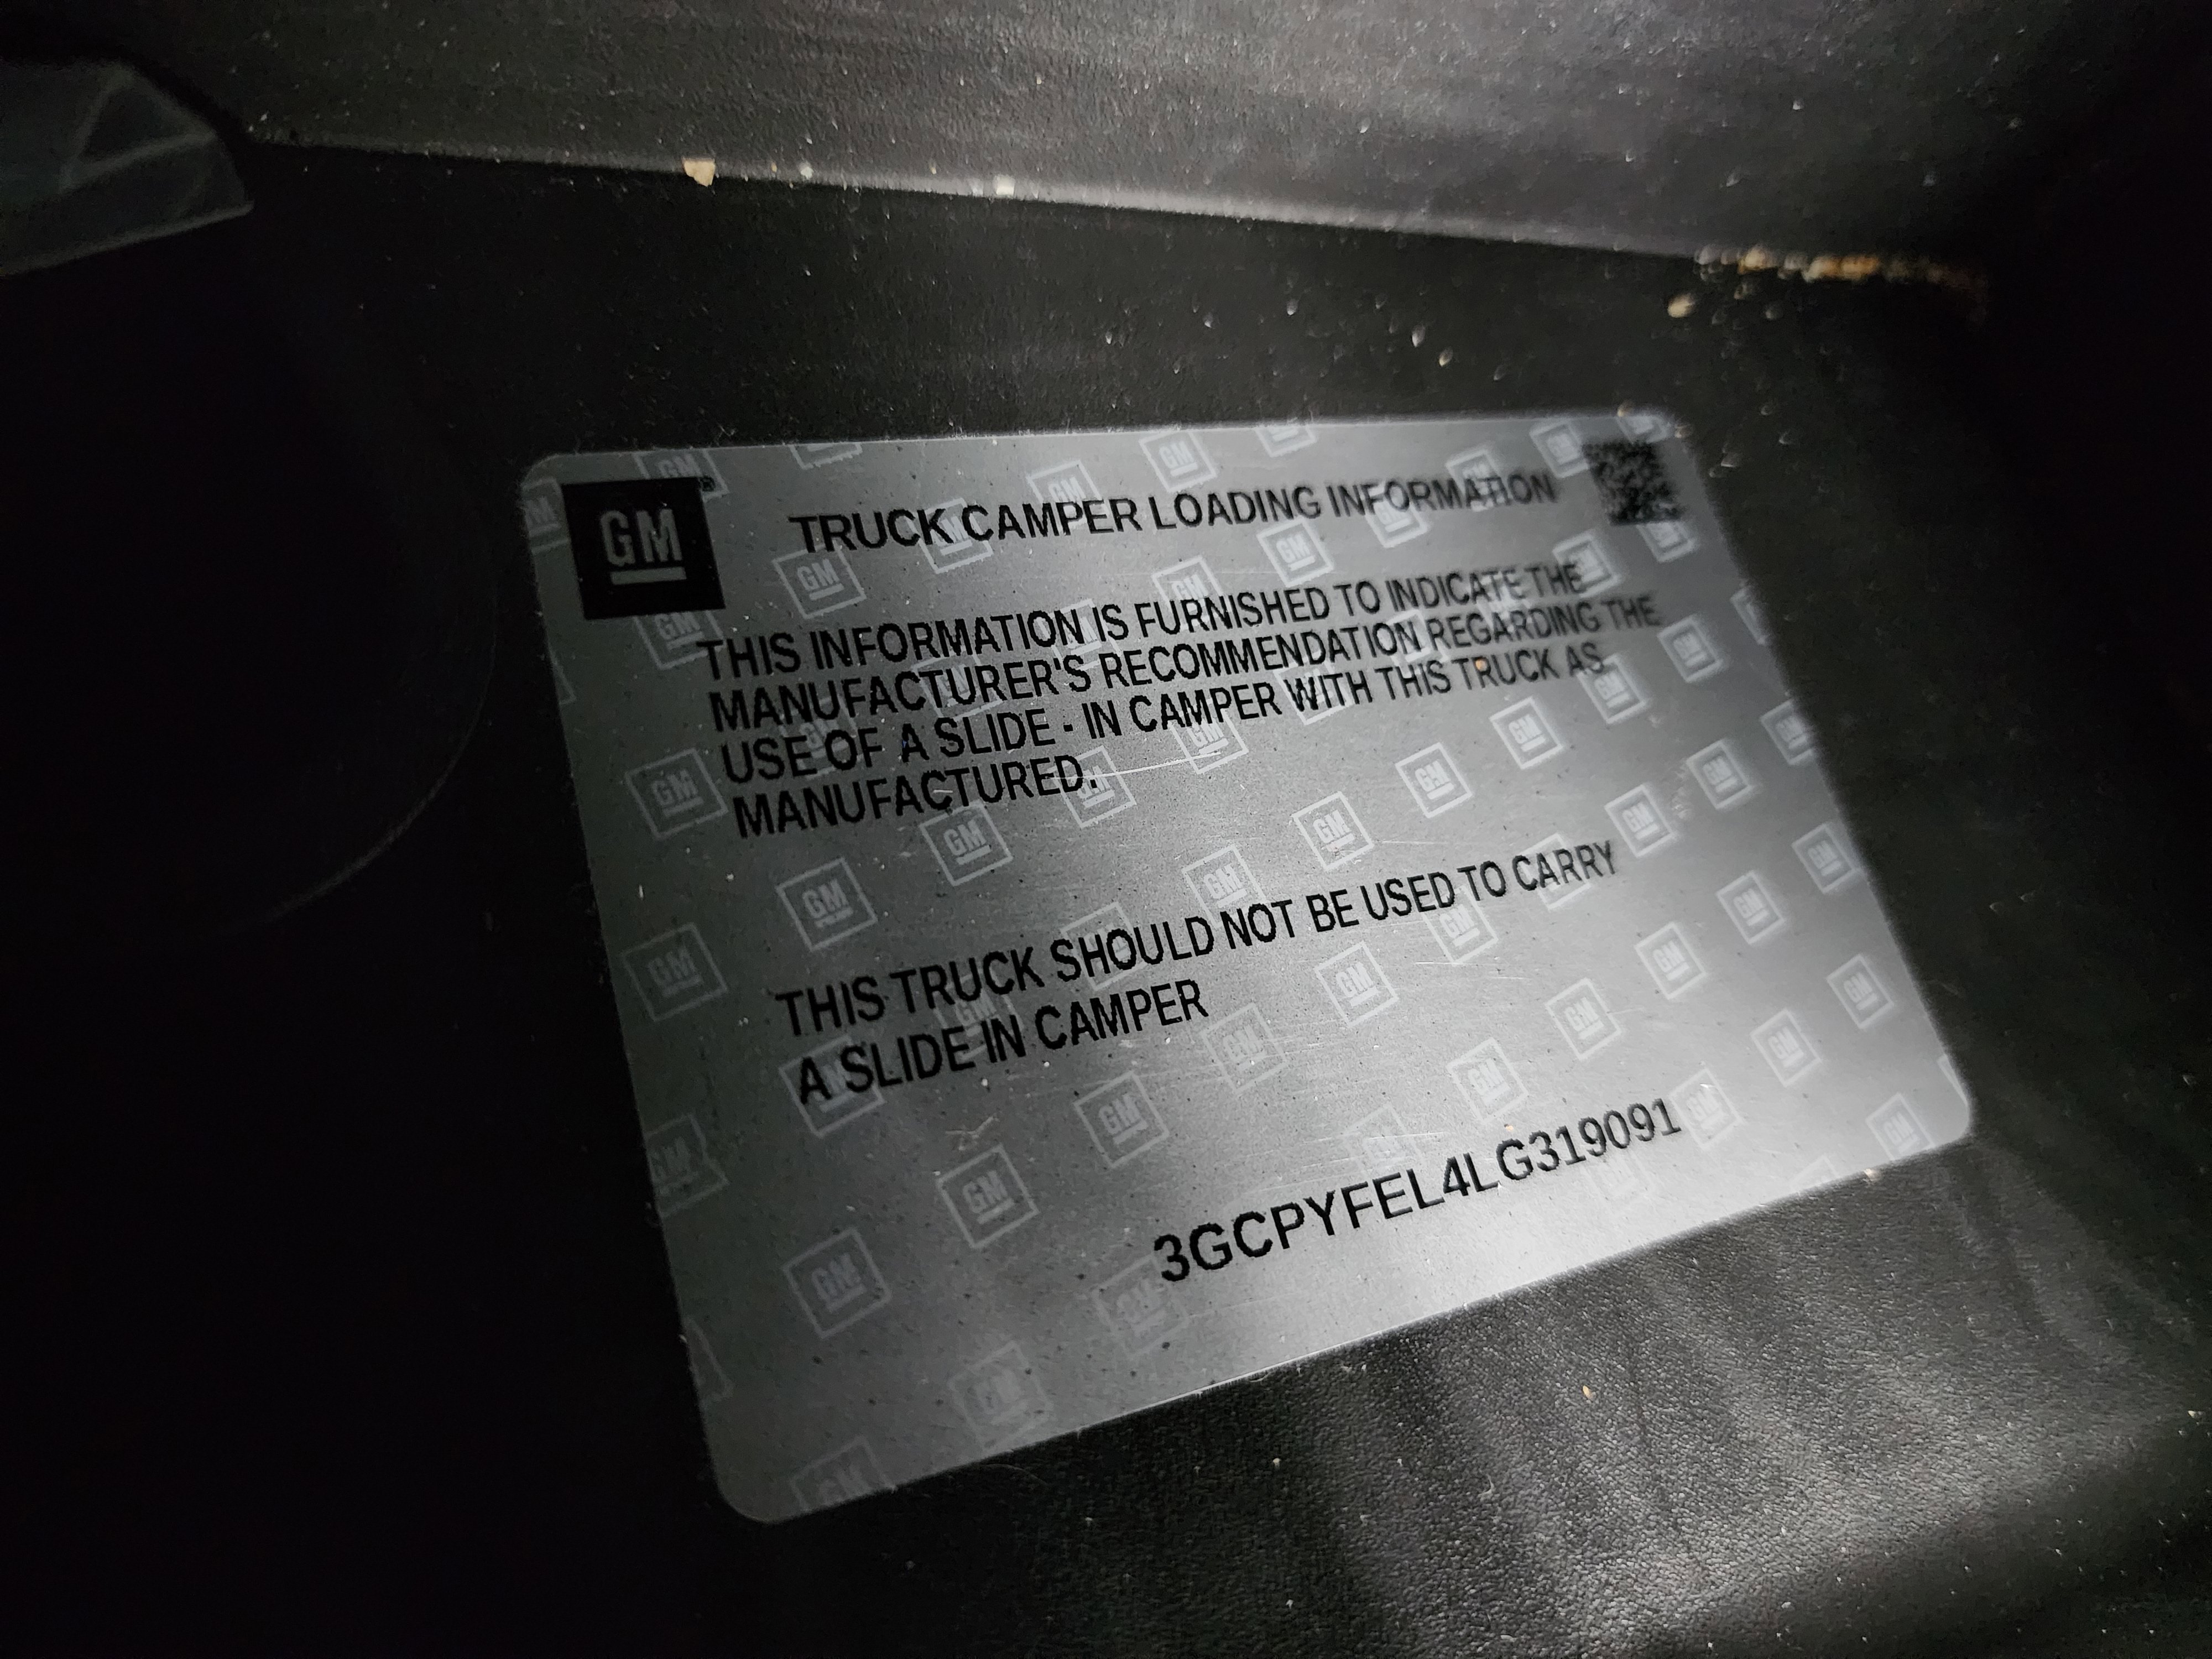 GM ®
TRUCK CAMPER LOADING INFORMATION
THIS INFORMATION IS FURNISHED TO INDICATE THE
MANUFACTURER'S RECOMMENDATION REGARDING THE
USE OF A SLIDE - IN CAMPER WITH THIS TRUCK AS
MANUFACTURED.
THIS TRUCK SHOULD NOT BE USED TO CARRY
A SLIDE IN CAMPER
3GCPYFEL4LG319091